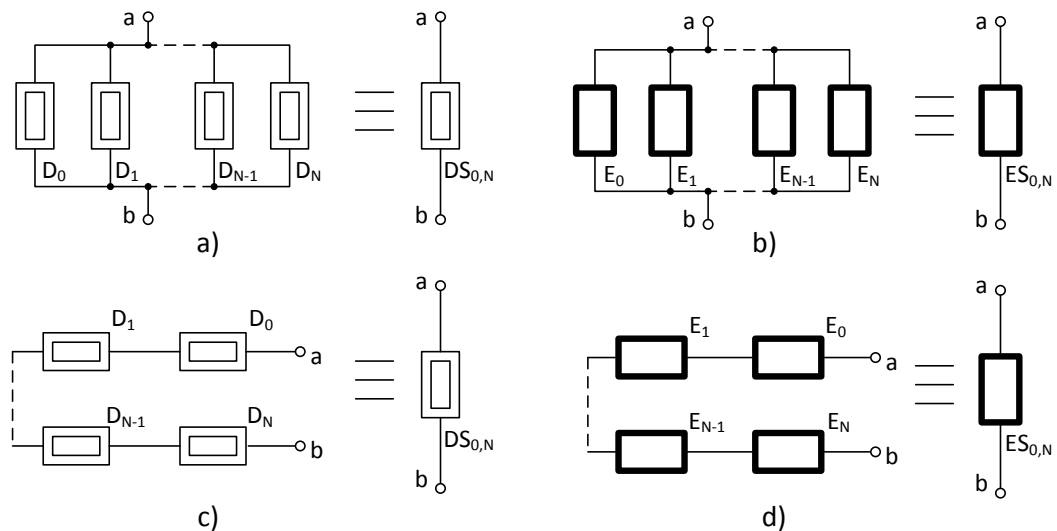 a
D0 D1 DN-1 DN
b
a
DS0,N
b
a)
a
E0 E1 EN-1 EN
b
a
ES0,N
b
b)
D1 D0
a
DN-1 DN
b
a
DS0,N
b
c)
E1 E0
a
EN-1 EN
b
a
ES0,N
b
d)